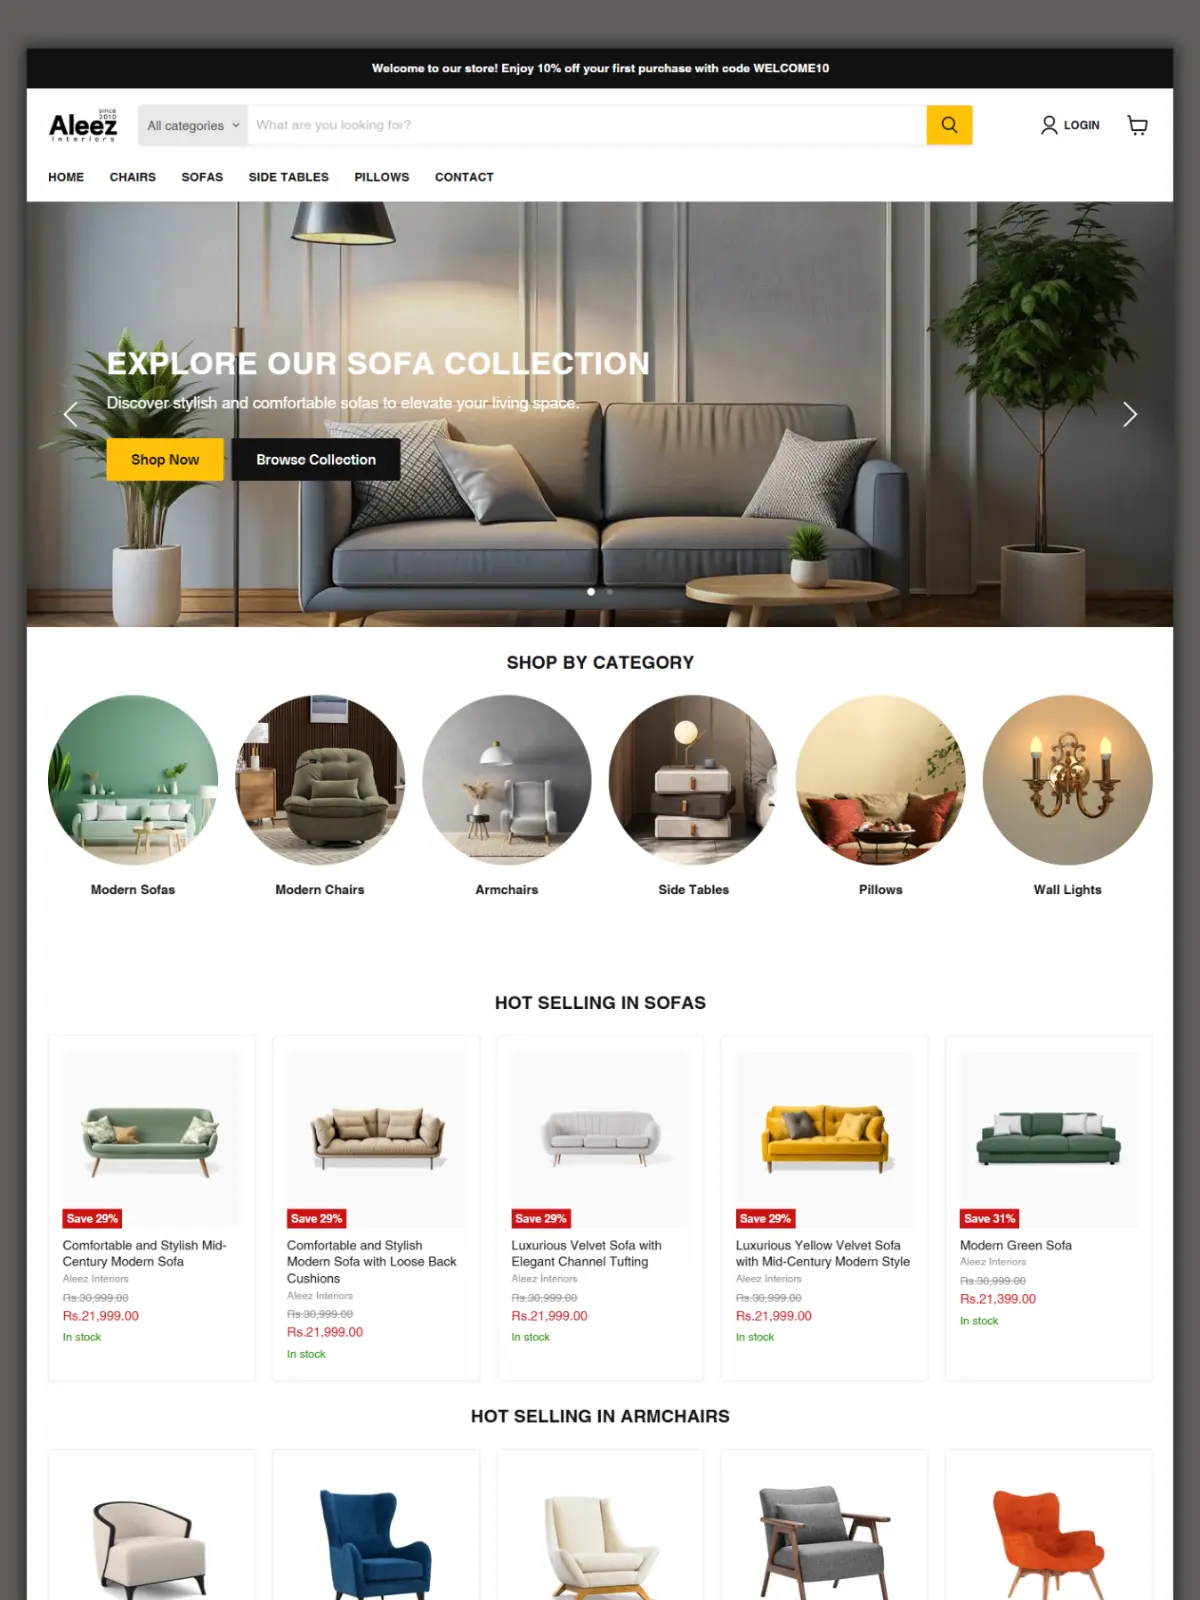 Welcome to our store! Enjoy 10% off your first purchase with code WELCOME10
since
2010
Aleez
interiors
All categories
What are you looking for?
LOGIN
HOME CHAIRS SOFAS SIDE TABLES PILLOWS CONTACT
EXPLORE OUR SOFA COLLECTION
Discover stylish and comfortable sofas to elevate your living space.
Shop Now Browse Collection
SHOP BY CATEGORY
Modern Sofas Modern Chairs Armchairs Side Tables Pillows Wall Lights
HOT SELLING IN SOFAS
Save 29%
Comfortable and Stylish Mid-
Century Modern Sofa
Aleez Interiors
Rs.30,999.00
Rs.21,999.00
In stock
Save 29%
Comfortable and Stylish
Modern Sofa with Loose Back
Cushions
Aleez Interiors
Rs.30,999.00
Rs.21,999.00
In stock
Save 29%
Luxurious Velvet Sofa with
Elegant Channel Tufting
Aleez Interiors
Rs.30,999.00
Rs.21,999.00
In stock
Save 29%
Luxurious Yellow Velvet Sofa
with Mid-Century Modern Style
Aleez Interiors
Rs.30,999.00
Rs.21,999.00
In stock
Save 31%
Modern Green Sofa
Aleez Interiors
Rs.30,999.00
Rs.21,399.00
In stock
HOT SELLING IN ARMCHAIRS